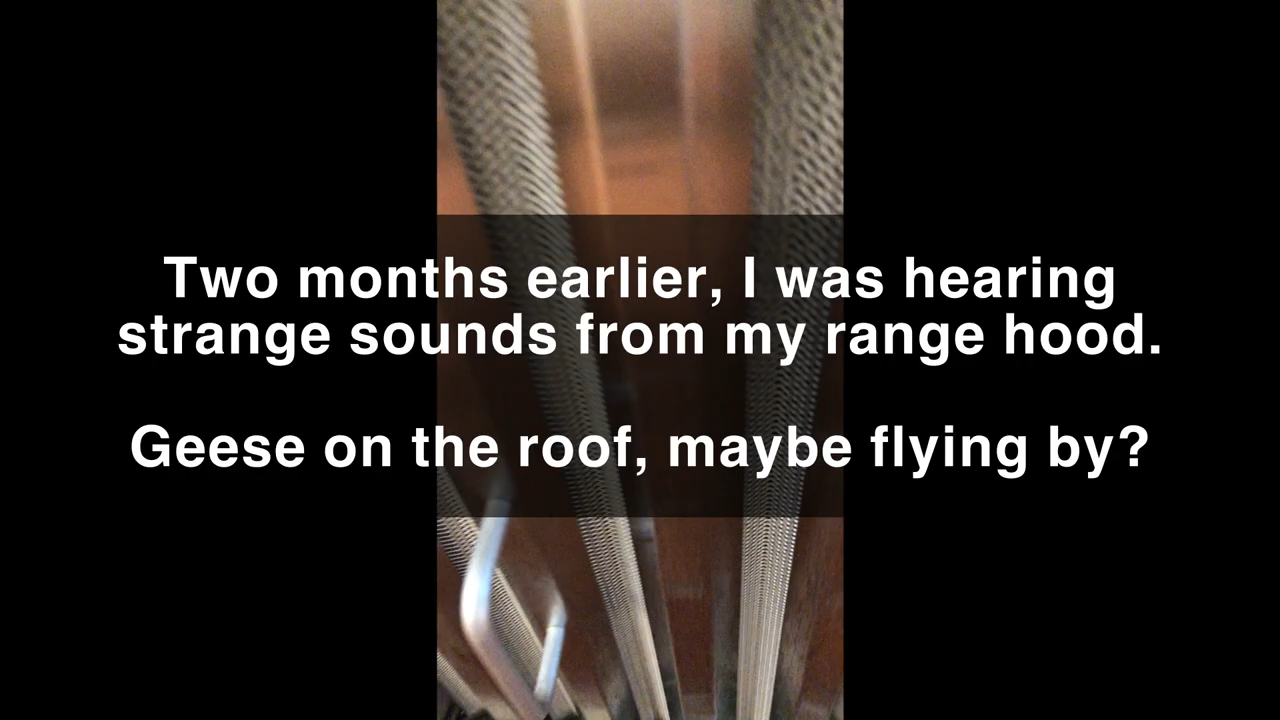 Two months earlier, I was hearing
strange sounds from my range hood.
Geese on the roof, maybe flying by?